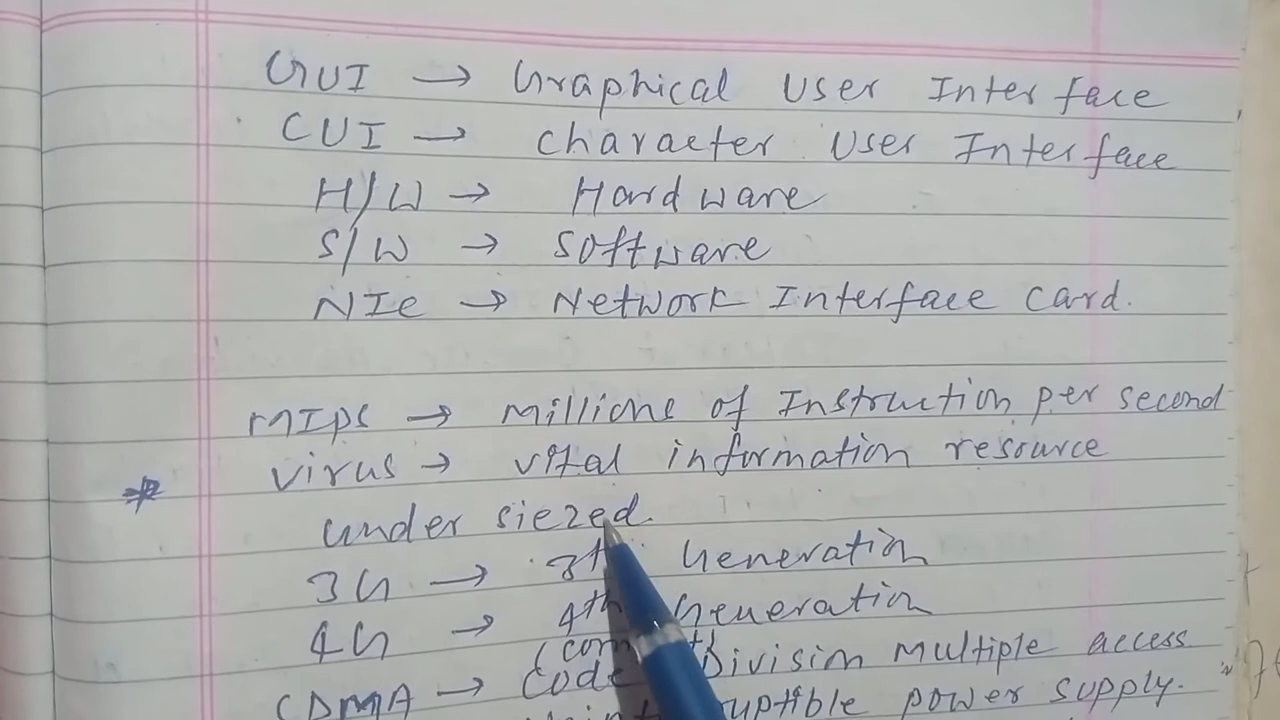 GUI → Graphical User Interface
CUI → Character User Interface
H/W → Hardware
S/W → Software
NIC → Network Interface card.
MIPS → Millions of Instruction per second
* Virus → vital information resource
under siezed.
3G → 3th Generation
4G → 4th Generation
CDMA → Code Division Multiple access
power supply.